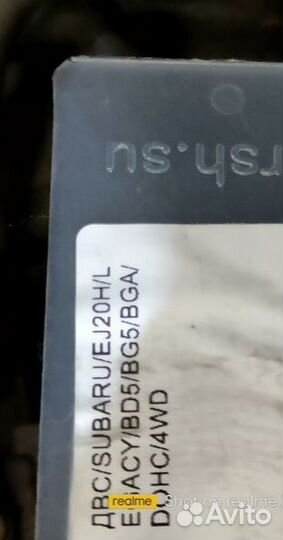 rsh.su
ДВС/SUBARU/EJ20H/L
EGACY/BD5/BG5/BGA/
DOHC/4WD
realme Shot on realme
Avito